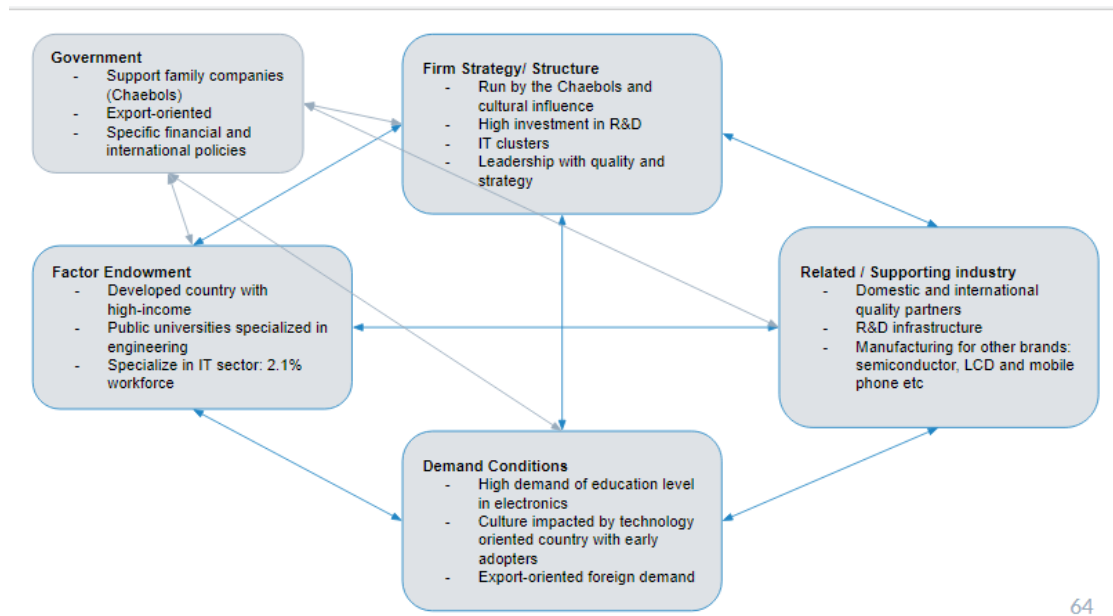 Government
- Support family companies
(Chaebols)
- Export-oriented
- Specific financial and
international policies
Firm Strategy/ Structure
- Run by the Chaebols and
cultural influence
- High investment in R&D
- IT clusters
- Leadership with quality and
strategy
Factor Endowment
- Developed country with
high-income
- Public universities specialized in
engineering
- Specialize in IT sector: 2.1%
workforce
Related / Supporting industry
- Domestic and international
quality partners
- R&D infrastructure
- Manufacturing for other brands:
semiconductor, LCD and mobile
phone etc
Demand Conditions
- High demand of education level
in electronics
- Culture impacted by technology
oriented country with early
adopters
- Export-oriented foreign demand
64